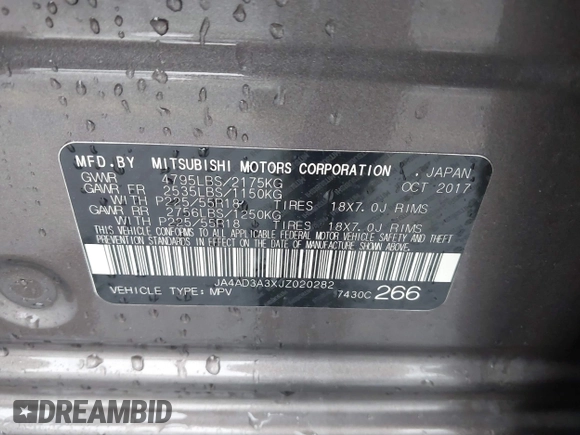 MFD.BY MITSUBISHI MOTORS CORPORATION , JAPAN
GVWR 4795LBS/2175KG OCT 2017
GAWR FR 2535LBS/1150KG
WITH P225/55R18 TIRES 18X7.0J RIMS
GAWR RR 2756LBS/1250KG
WITH P225/55R18 TIRES 18X7.0J RIMS
THIS VEHICLE CONFORMS TO ALL APPLICABLE FEDERAL MOTOR VEHICLE SAFETY AND THEFT
PREVENTION STANDARDS IN EFFECT ON THE DATE OF MANUFACTURE SHOWN ABOVE.
JA4AD3A3XJZ020282
VEHICLE TYPE: MPV 7430C 266
DREAMBID